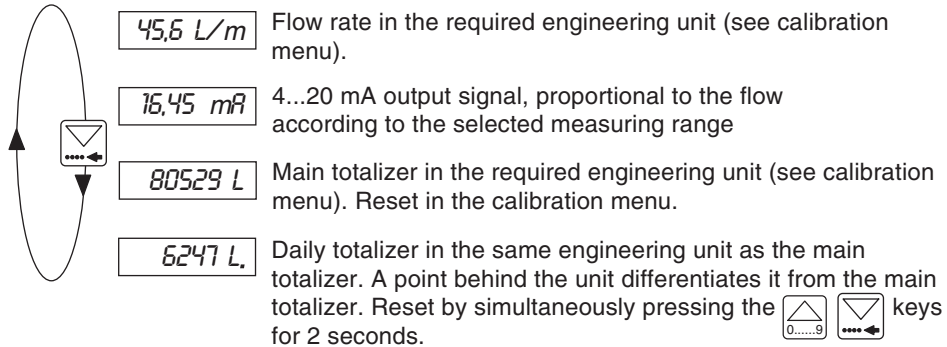 45,6 L/m
Flow rate in the required engineering unit (see calibration
menu).
16,45 mA
4...20 mA output signal, proportional to the flow
according to the selected measuring range
80529 L
Main totalizer in the required engineering unit (see calibration
menu). Reset in the calibration menu.
6247 L.
Daily totalizer in the same engineering unit as the main
totalizer. A point behind the unit differentiates it from the main
totalizer. Reset by simultaneously pressing the 0......9 keys
for 2 seconds.